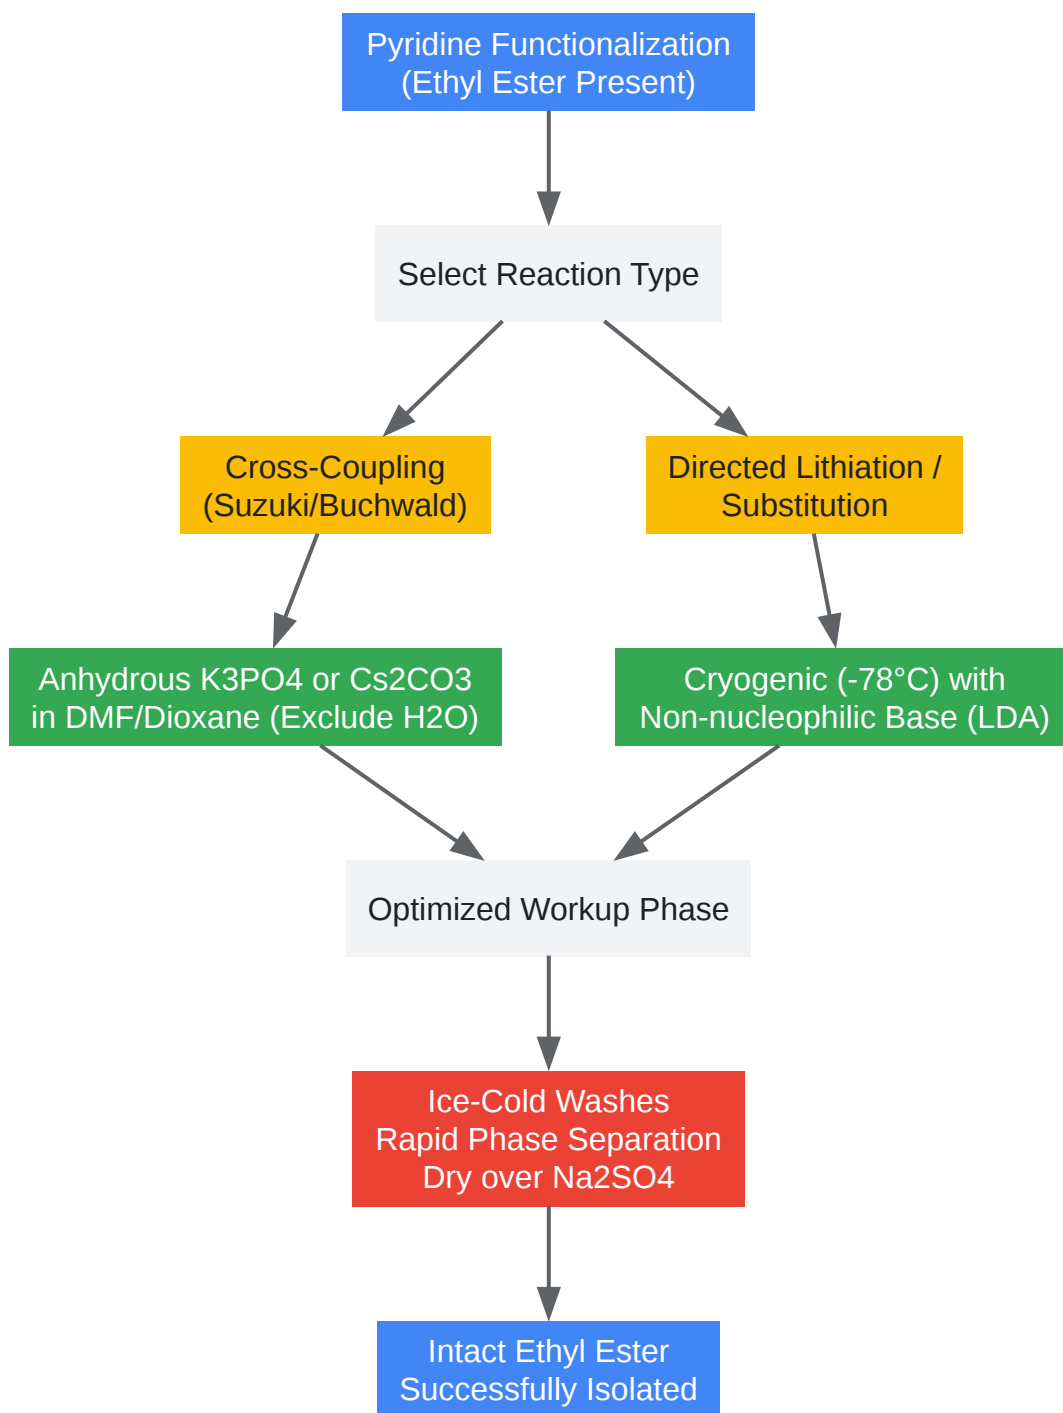 Pyridine Functionalization
(Ethyl Ester Present)
Select Reaction Type
Cross-Coupling
(Suzuki/Buchwald)
Directed Lithiation /
Substitution
Anhydrous K3PO4 or Cs2CO3
in DMF/Dioxane (Exclude H2O)
Cryogenic (-78°C) with
Non-nucleophilic Base (LDA)
Optimized Workup Phase
Ice-Cold Washes
Rapid Phase Separation
Dry over Na2SO4
Intact Ethyl Ester
Successfully Isolated